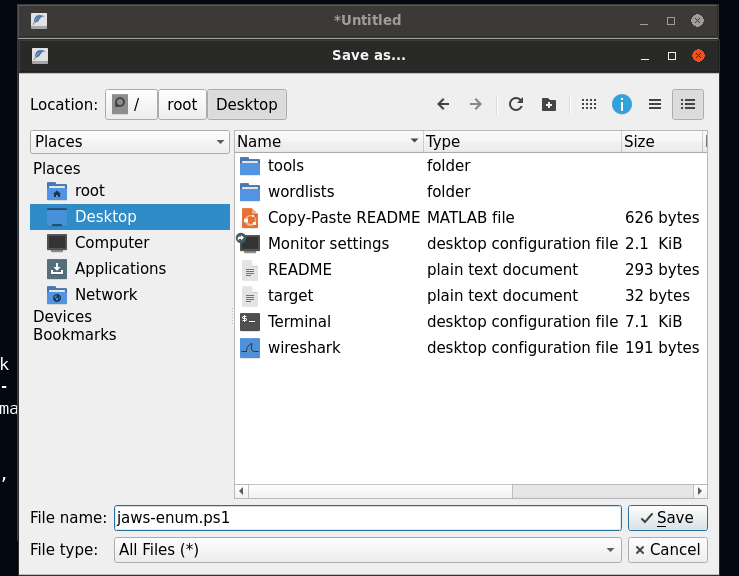 *Untitled
Save as...
Location: / root Desktop
Places Name Type Size
Places
root
Desktop
Computer
Applications
Network
Devices
Bookmarks
tools folder
wordlists folder
Copy-Paste README MATLAB file 626 bytes
Monitor settings desktop configuration file 2.1 KiB
README plain text document 293 bytes
target plain text document 32 bytes
Terminal desktop configuration file 7.1 KiB
wireshark desktop configuration file 191 bytes
k
-
ma
,
File name: jaws-enum.ps1 Save
File type: All Files (*) Cancel